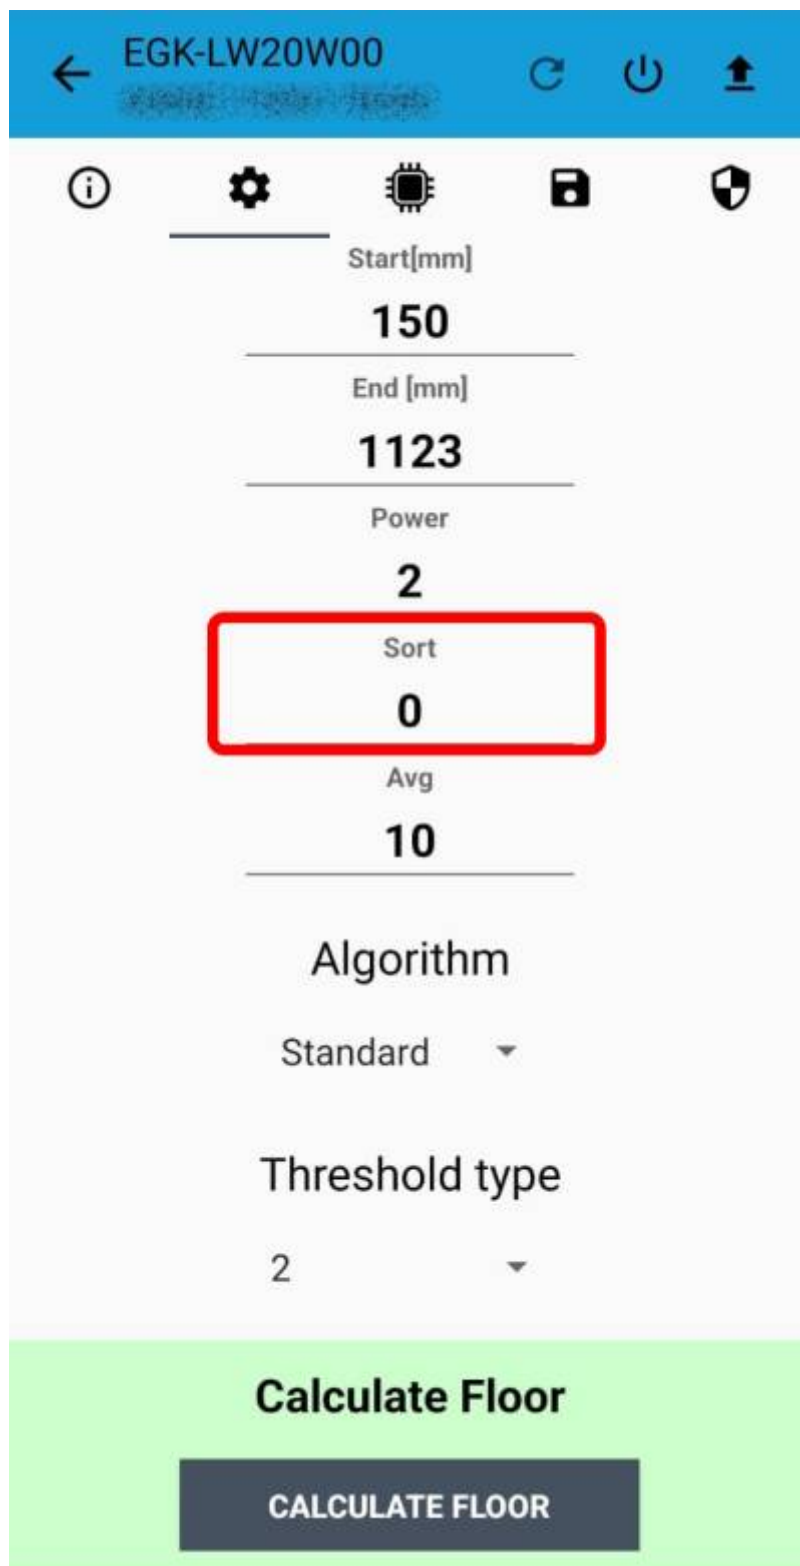 EGK-LW20W00
Start[mm]
150
End [mm]
1123
Power
2
Sort
0
Avg
10
Algorithm
Standard
Threshold type
2
Calculate Floor
CALCULATE FLOOR